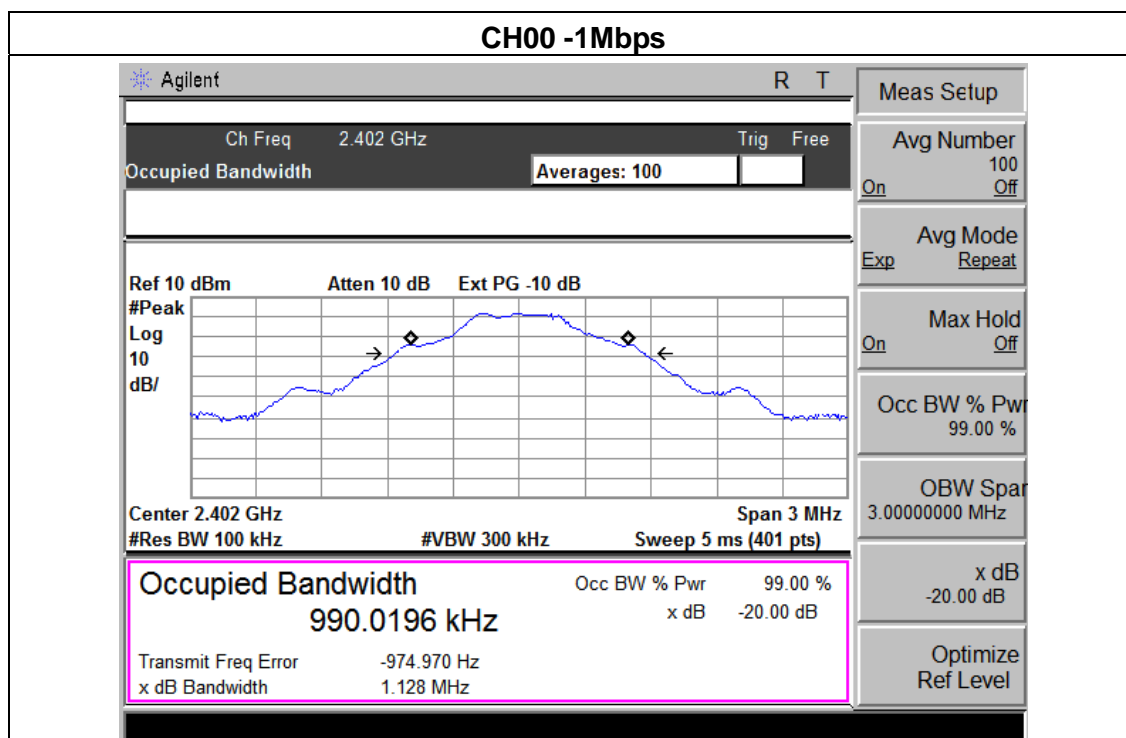 CH00 -1Mbps
Agilent R T
Ch Freq 2.402 GHz Trig Free
Occupied Bandwidth Averages: 100
Ref 10 dBm Atten 10 dB Ext PG -10 dB
#Peak
Log
10
dB/
Center 2.402 GHz Span 3 MHz
#Res BW 100 kHz #VBW 300 kHz Sweep 5 ms (401 pts)
Occupied Bandwidth Occ BW % Pwr 99.00 %
990.0196 kHz x dB -20.00 dB
Transmit Freq Error -974.970 Hz
x dB Bandwidth 1.128 MHz
Meas Setup
Avg Number
100
On Off
Avg Mode
Exp Repeat
Max Hold
On Off
Occ BW % Pwr
99.00 %
OBW Span
3.00000000 MHz
x dB
-20.00 dB
Optimize
Ref Level